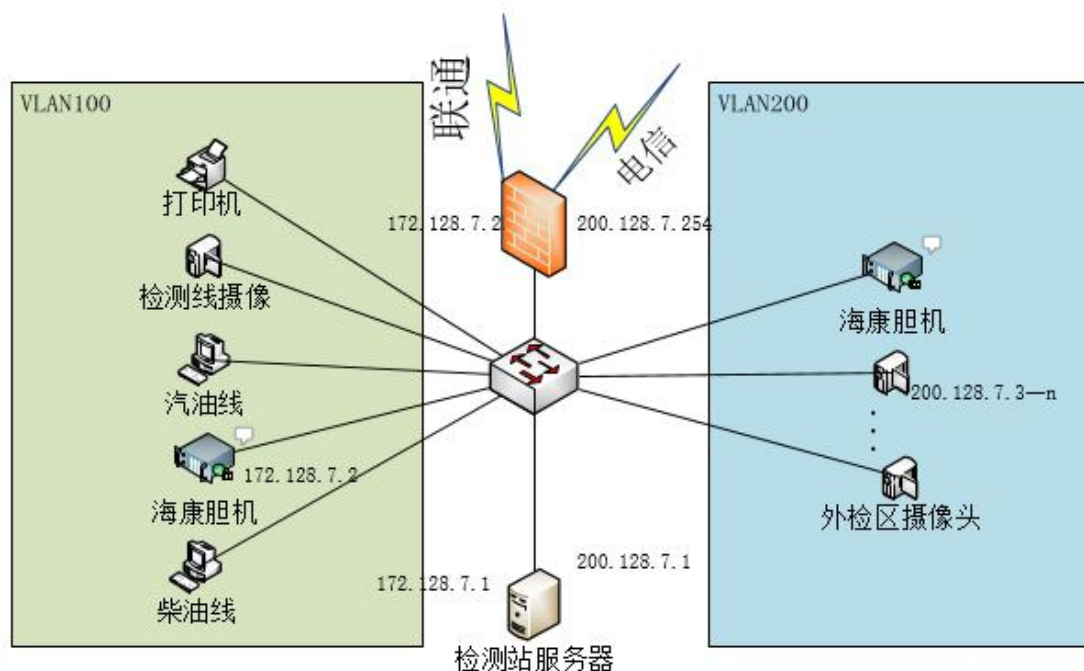 VLAN100
联通
电信
VLAN200
打印机
172.128.7.2
200.128.7.254
检测线摄像
海康胆机
汽油线
200.128.7.3—n
172.128.7.2
海康胆机
外检区摄像头
柴油线
172.128.7.1
200.128.7.1
检测站服务器